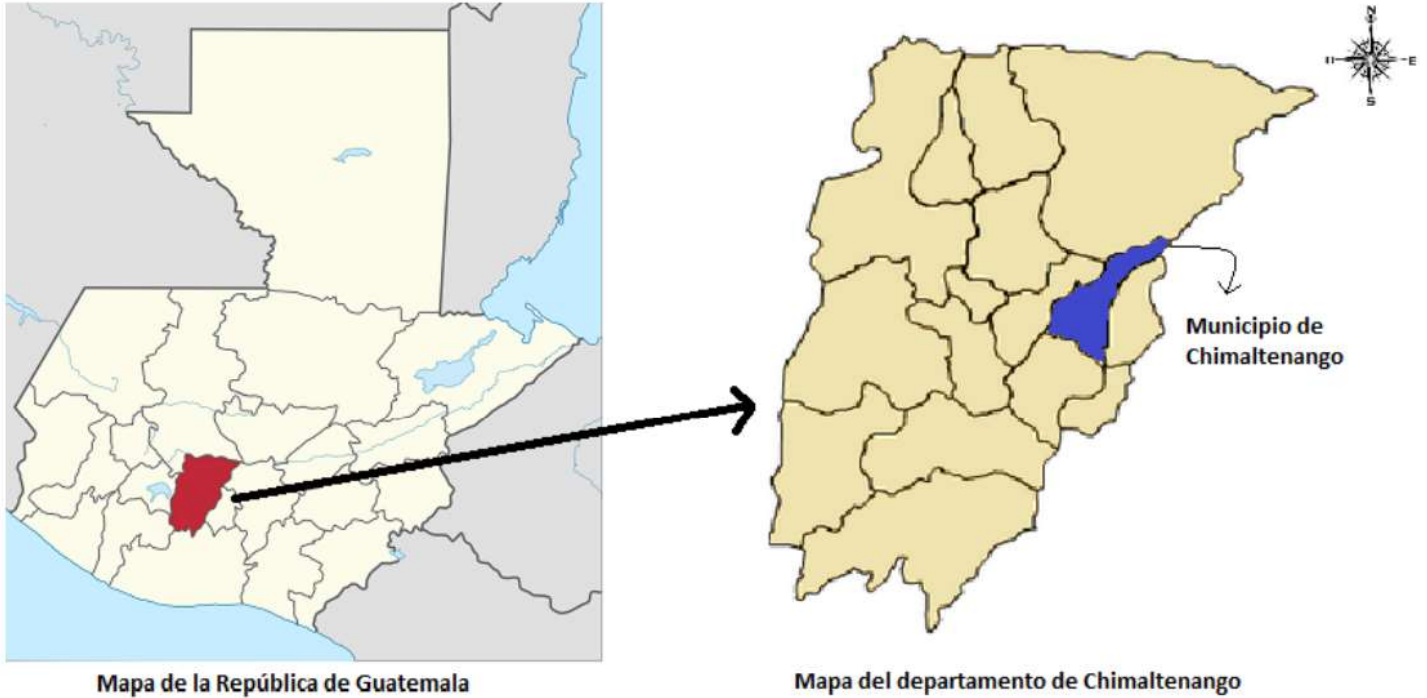 N
E
S
Municipio de
Chimaltenango
Mapa de la República de Guatemala
Mapa del departamento de Chimaltenango